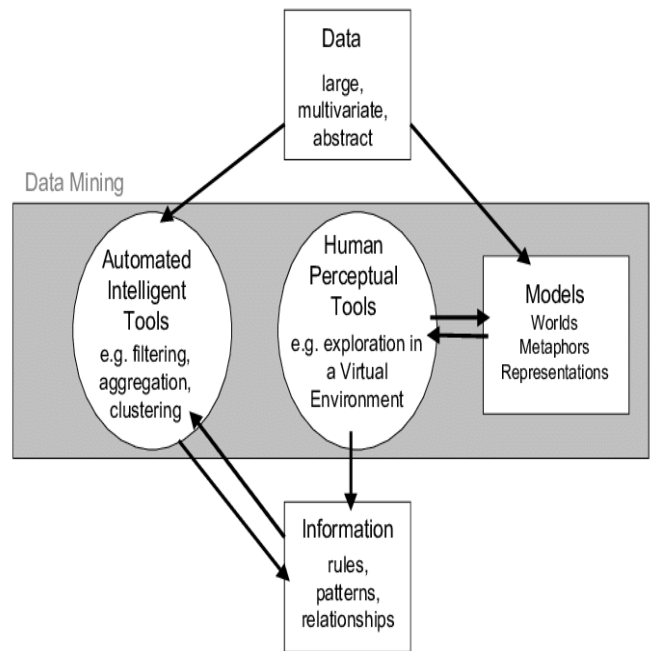 Data
large,
multivariate,
abstract
Data Mining
Automated
Intelligent
Tools
e.g. filtering,
aggregation,
clustering
Human
Perceptual
Tools
e.g. exploration in
a Virtual
Environment
Models
Worlds
Metaphors
Representations
Information
rules,
patterns,
relationships